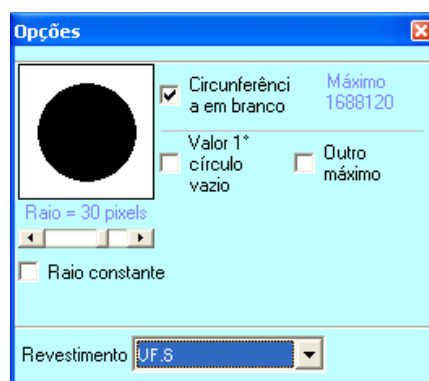 Opções
Circunferênci
a em branco
Máximo
1688120
Valor 1°
círculo
vazio
Outro
máximo
Raio = 30 pixels
Raio constante
Revestimento UF.S